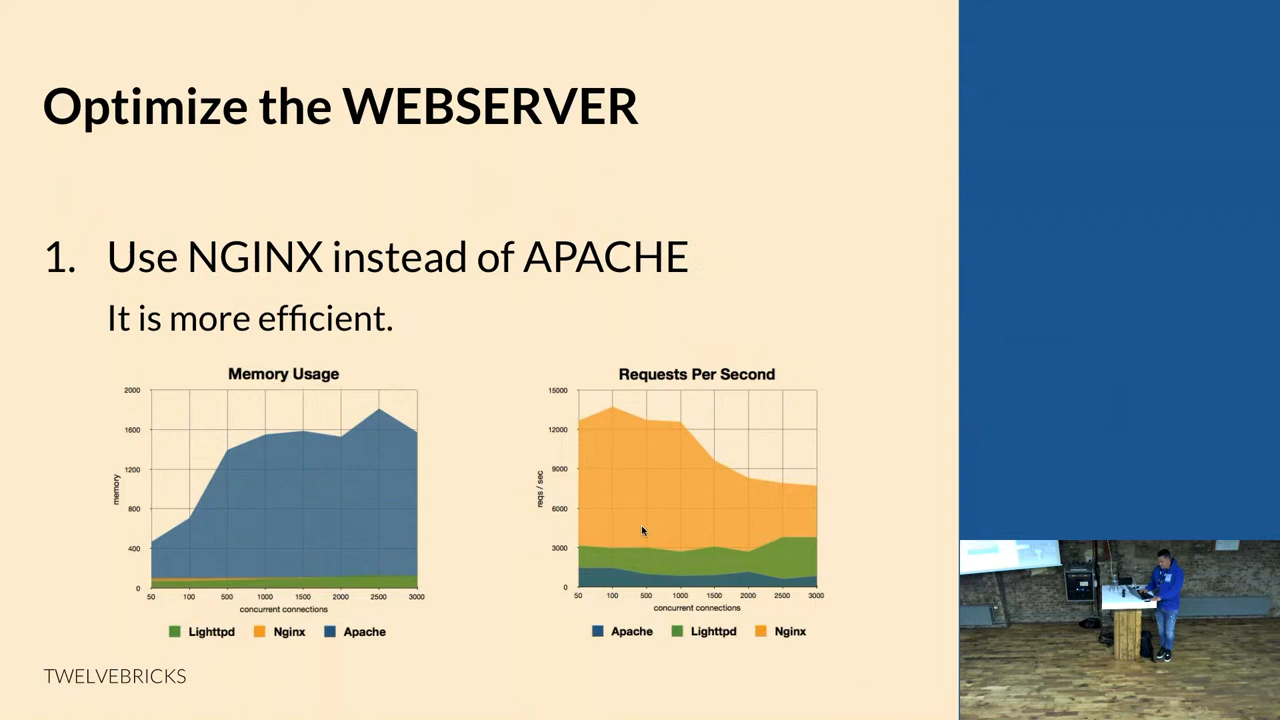 Optimize the WEBSERVER
1. Use NGINX instead of APACHE
It is more efficient.
Memory Usage
2000
1600
1200
800
400
0
memory
50 100 500 1000 1500 2000 2500 3000
concurrent connections
Lighttpd Nginx Apache
Requests Per Second
15000
12000
9000
6000
3000
0
reqs / sec
50 100 500 1000 1500 2000 2500 3000
concurrent connections
Apache Lighttpd Nginx
TWELVEBRICKS